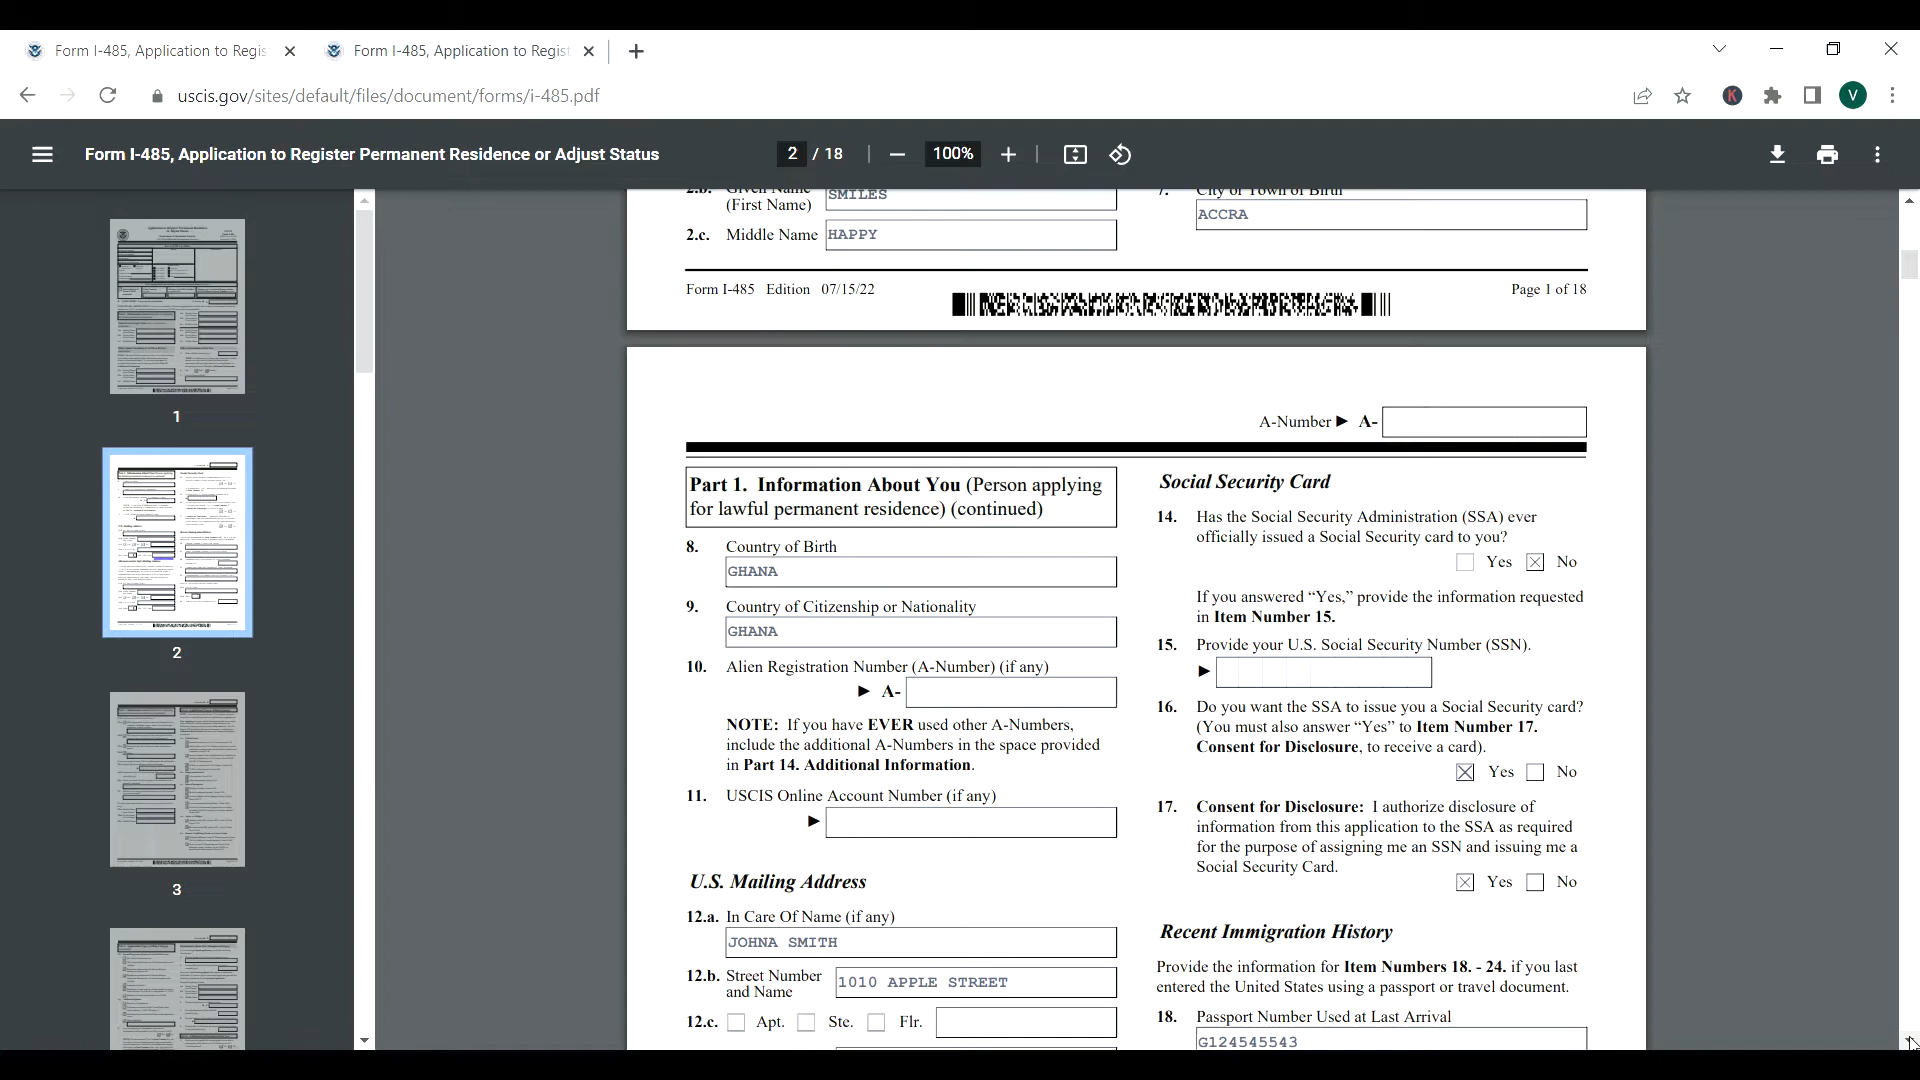 Form I-485, Application to Regis
Form I-485, Application to Regist
uscis.gov/sites/default/files/document/forms/i-485.pdf
K
V
Form I-485, Application to Register Permanent Residence or Adjust Status
2 / 18
100%
1
2
3
2.b. Given Name
(First Name)
SMILES
2.c. Middle Name
HAPPY
7. City or Town of Birth
ACCRA
Form I-485 Edition 07/15/22
Page 1 of 18
A-Number ► A-
Part 1. Information About You (Person applying
for lawful permanent residence) (continued)
8. Country of Birth
GHANA
9. Country of Citizenship or Nationality
GHANA
10. Alien Registration Number (A-Number) (if any)
► A-
NOTE: If you have EVER used other A-Numbers,
include the additional A-Numbers in the space provided
in Part 14. Additional Information.
11. USCIS Online Account Number (if any)
►
U.S. Mailing Address
12.a. In Care Of Name (if any)
JOHNA SMITH
12.b. Street Number
and Name
1010 APPLE STREET
12.c. Apt. Ste. Flr.
Social Security Card
14. Has the Social Security Administration (SSA) ever
officially issued a Social Security card to you?
Yes No
If you answered “Yes,” provide the information requested
in Item Number 15.
15. Provide your U.S. Social Security Number (SSN).
►
16. Do you want the SSA to issue you a Social Security card?
(You must also answer “Yes” to Item Number 17.
Consent for Disclosure, to receive a card).
Yes No
17. Consent for Disclosure: I authorize disclosure of
information from this application to the SSA as required
for the purpose of assigning me an SSN and issuing me a
Social Security Card.
Yes No
Recent Immigration History
Provide the information for Item Numbers 18. - 24. if you last
entered the United States using a passport or travel document.
18. Passport Number Used at Last Arrival
G124545543